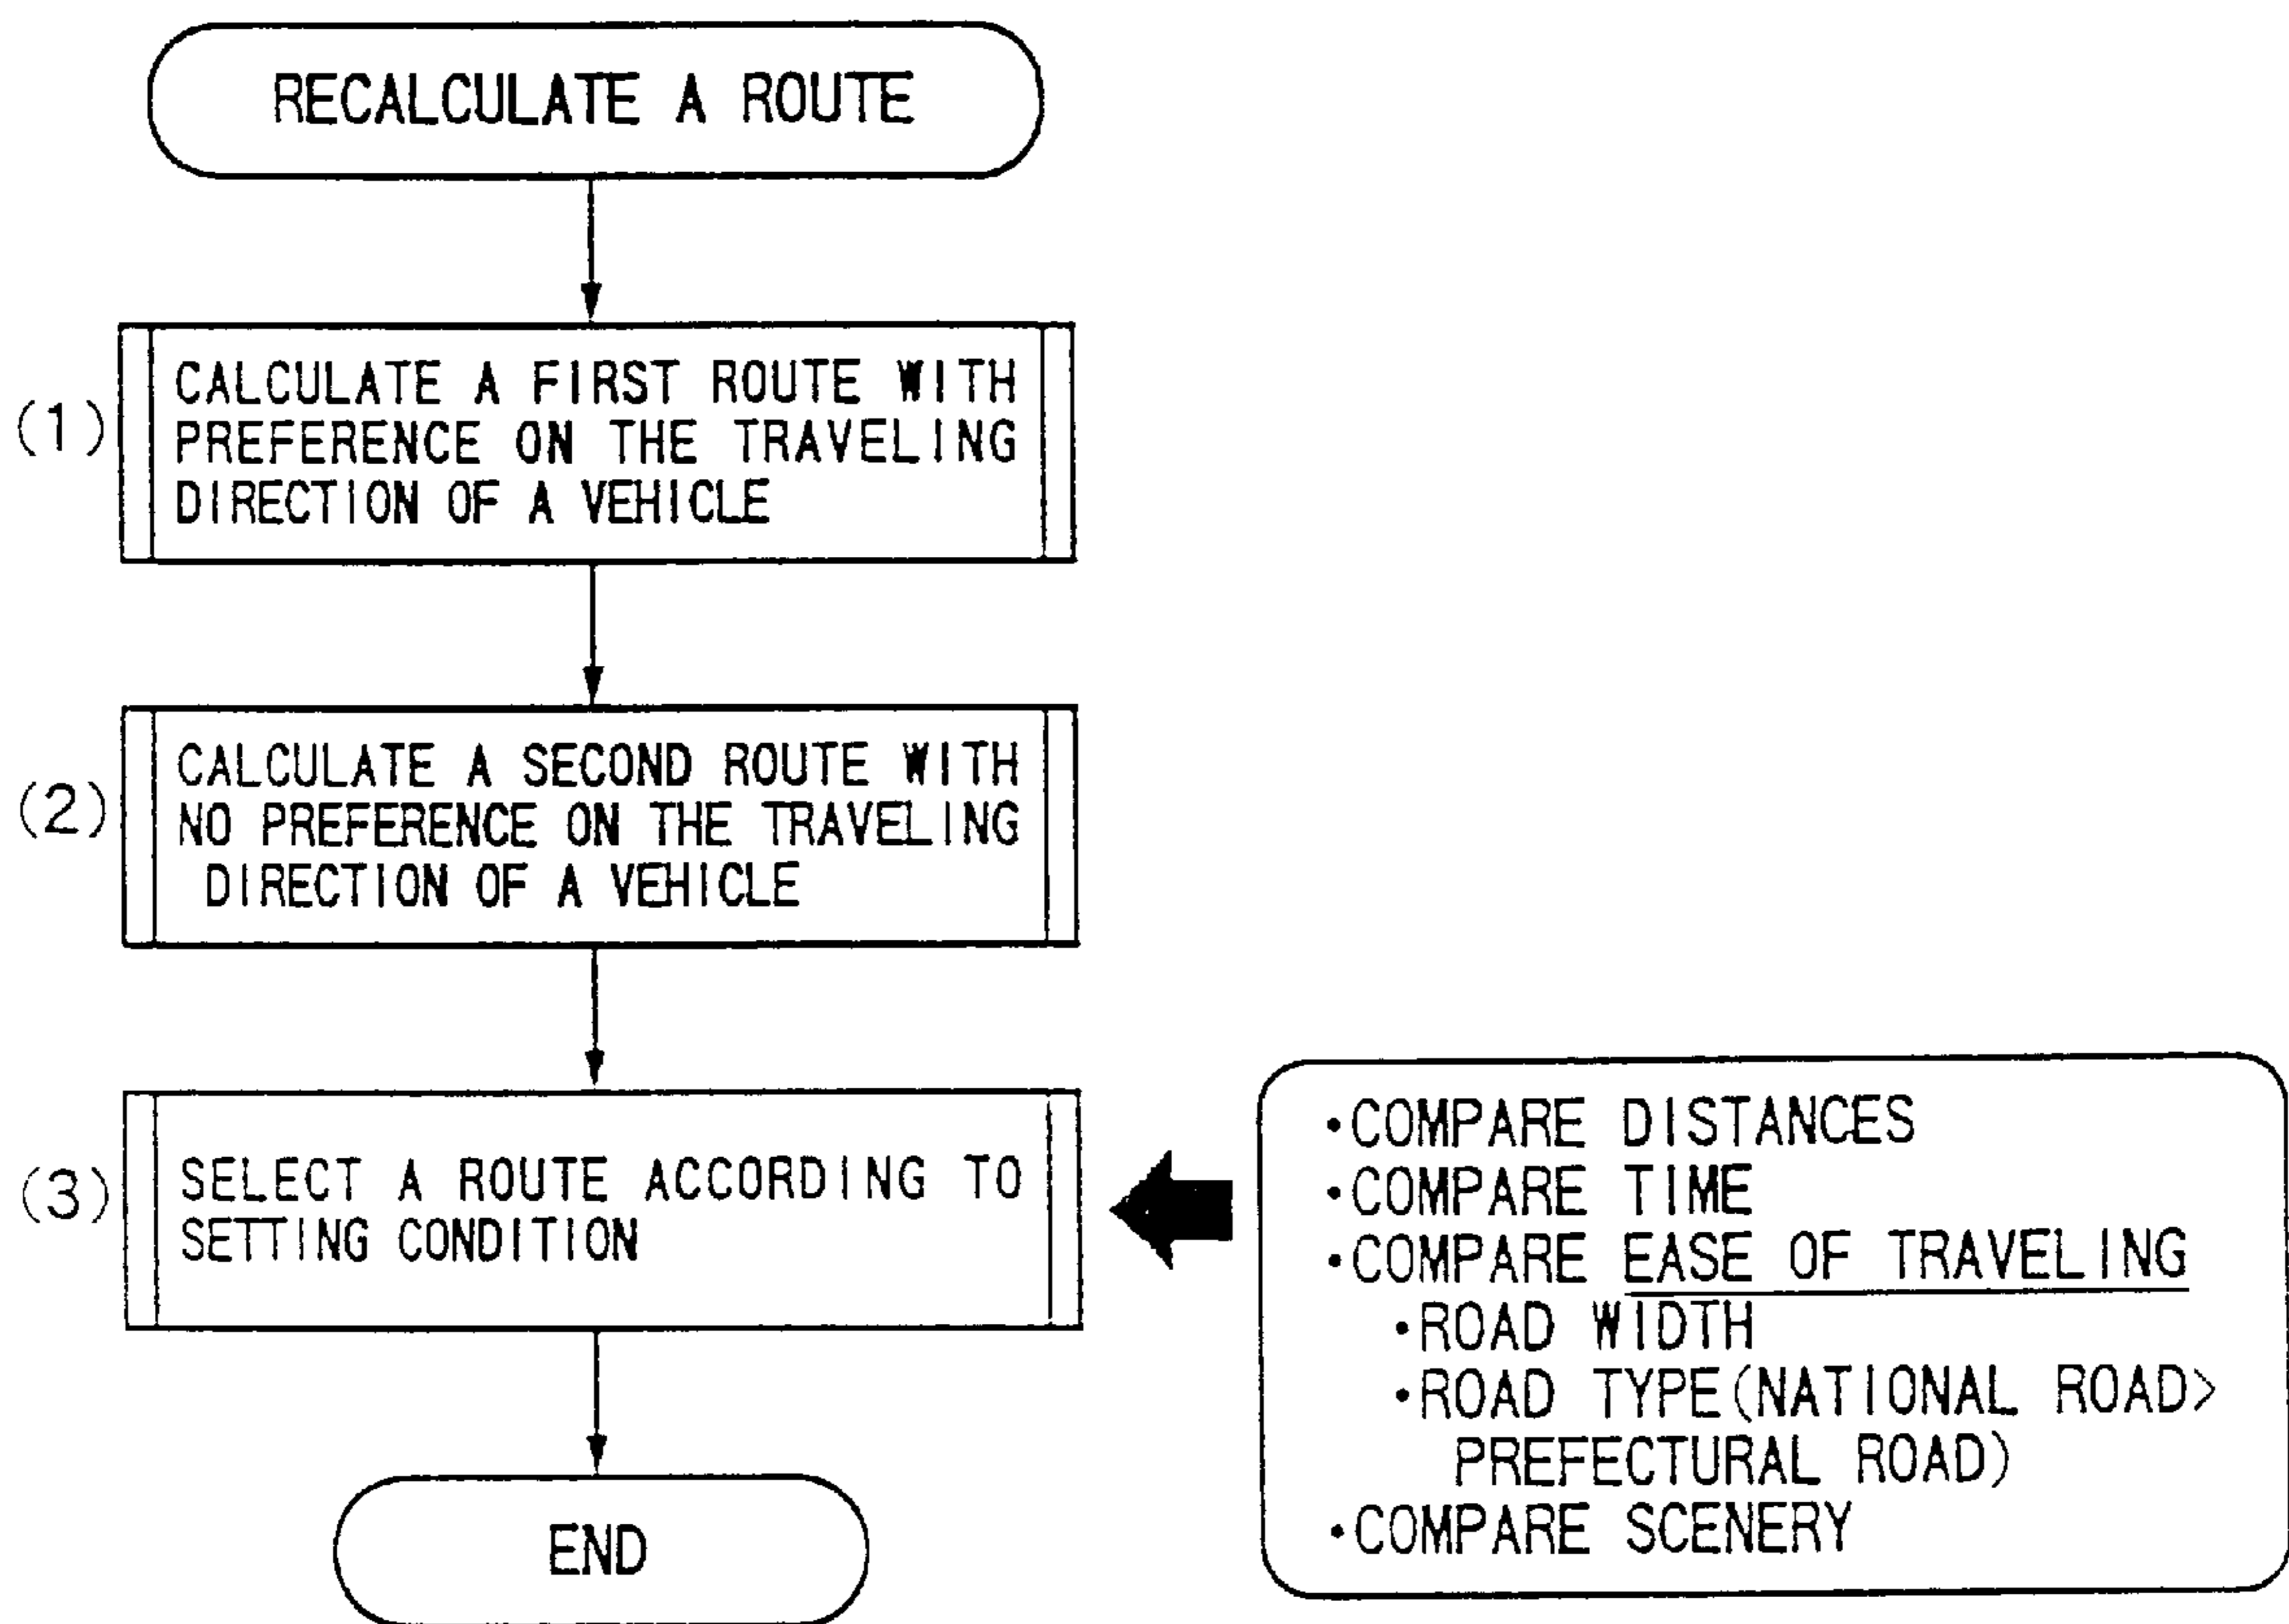 RECALCULATE A ROUTE
(1)
CALCULATE A FIRST ROUTE WITH
PREFERENCE ON THE TRAVELING
DIRECTION OF A VEHICLE
(2)
CALCULATE A SECOND ROUTE WITH
NO PREFERENCE ON THE TRAVELING
DIRECTION OF A VEHICLE
(3)
SELECT A ROUTE ACCORDING TO
SETTING CONDITION
END
·COMPARE DISTANCES
·COMPARE TIME
·COMPARE EASE OF TRAVELING
·ROAD WIDTH
·ROAD TYPE(NATIONAL ROAD>
PREFECTURAL ROAD)
·COMPARE SCENERY